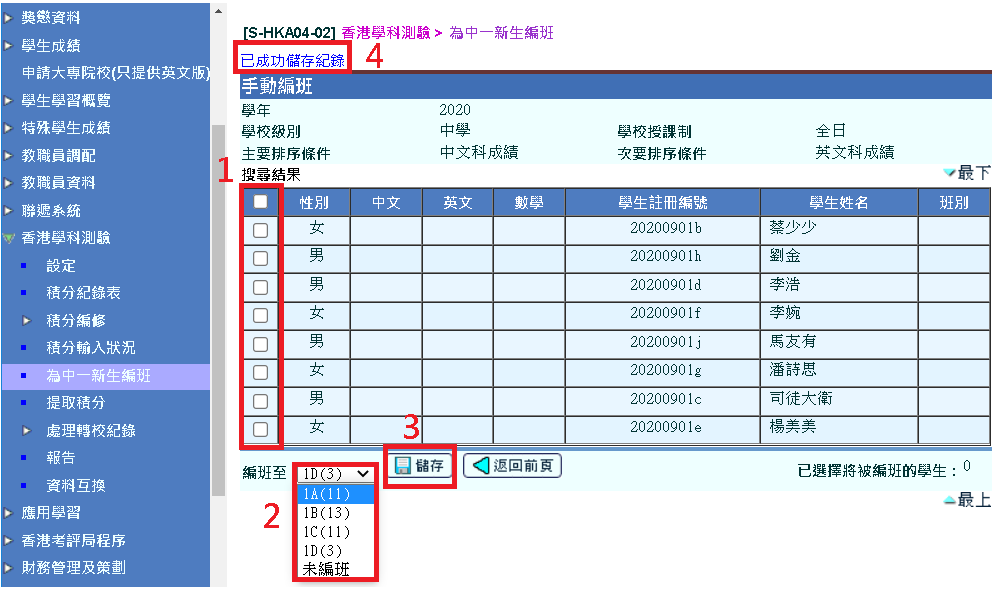 獎懲資料
學生成績
申請大專院校(只提供英文版)
學生學習概覽
特殊學生成績
教職員調配
教職員資料
聯遞系統
香港學科測驗
設定
積分紀錄表
積分編修
積分輸入狀況
為中一新生編班
提取積分
處理轉校紀錄
報告
資料互換
應用學習
香港考評局程序
財務管理及策劃
[S-HKA04-02] 香港學科測驗 > 為中一新生編班
已成功儲存紀錄 4
手動編班
學年 2020
學校級別 中學 學校授課制 全日
主要排序條件 中文科成績 次要排序條件 英文科成績
1 搜尋結果 最下
性別 中文 英文 數學 學生註冊編號 學生姓名 班別
女 20200901b 蔡少少
男 20200901h 劉金
男 20200901d 李浩
女 20200901f 李婉
男 20200901j 馬友有
女 20200901g 潘詩思
男 20200901c 司徒大衛
女 20200901e 楊美美
3
編班至 1D(3) 儲存 返回前頁 已選擇將被編班的學生：0
2 最上
1A(11)
1B(13)
1C(11)
1D(3)
未編班